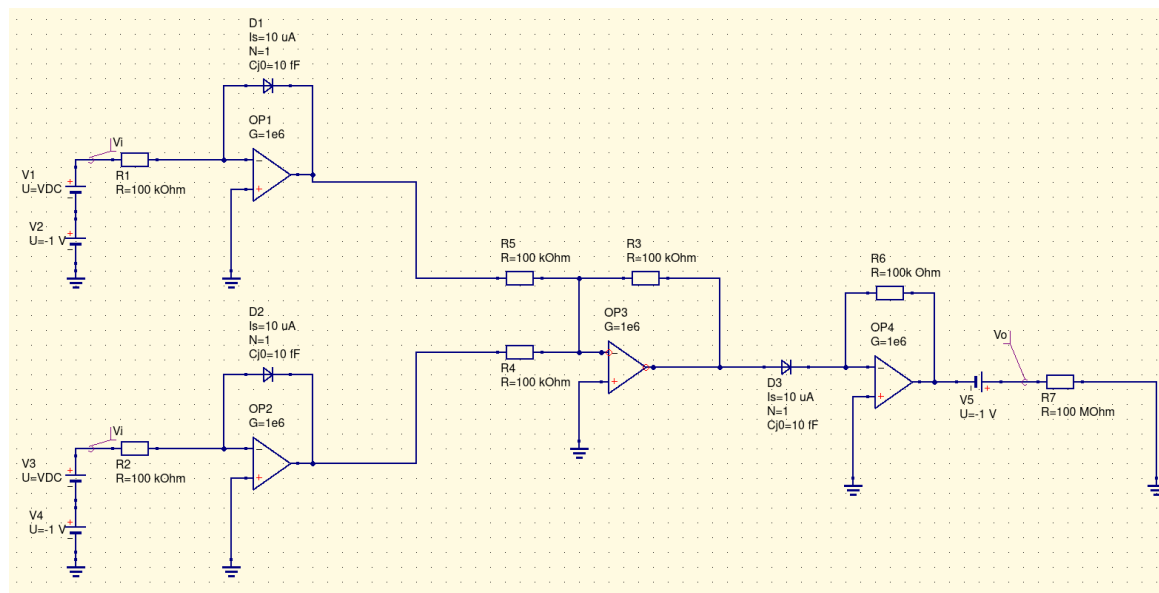 D1
Is=10 uA
N=1
Cj0=10 fF
OP1
G=1e6
Vi
R1
R=100 kOhm
V1
U=VDC
V2
U=-1 V
R5
R=100 kOhm
R3
R=100 kOhm
R6
R=100k Ohm
D2
Is=10 uA
N=1
Cj0=10 fF
OP3
G=1e6
OP4
G=1e6
Vo
R4
R=100 kOhm
D3
Is=10 uA
N=1
Cj0=10 fF
V5
U=-1 V
R7
R=100 MOhm
OP2
G=1e6
Vi
R2
R=100 kOhm
V3
U=VDC
V4
U=-1 V